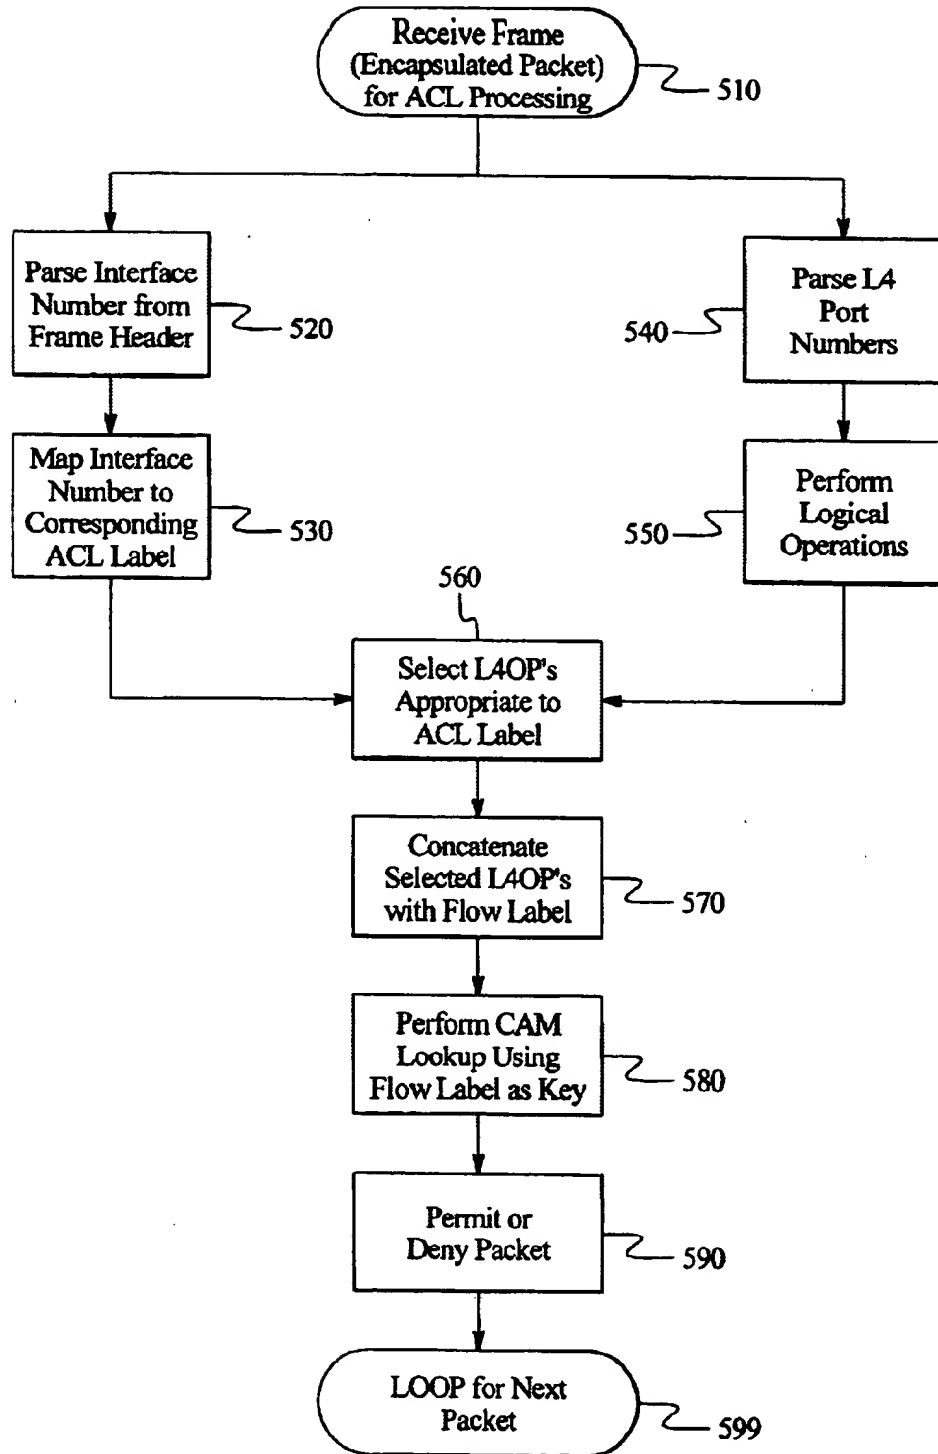 Receive Frame
(Encapsulated Packet)
for ACL Processing
510
Parse Interface
Number from
Frame Header
520
Parse L4
Port
Numbers
540
Map Interface
Number to
Corresponding
ACL Label
530
Perform
Logical
Operations
550
560
Select L4OP's
Appropriate to
ACL Label
Concatenate
Selected L4OP's
with Flow Label
570
Perform CAM
Lookup Using
Flow Label as Key
580
Permit or
Deny Packet
590
LOOP for Next
Packet
599